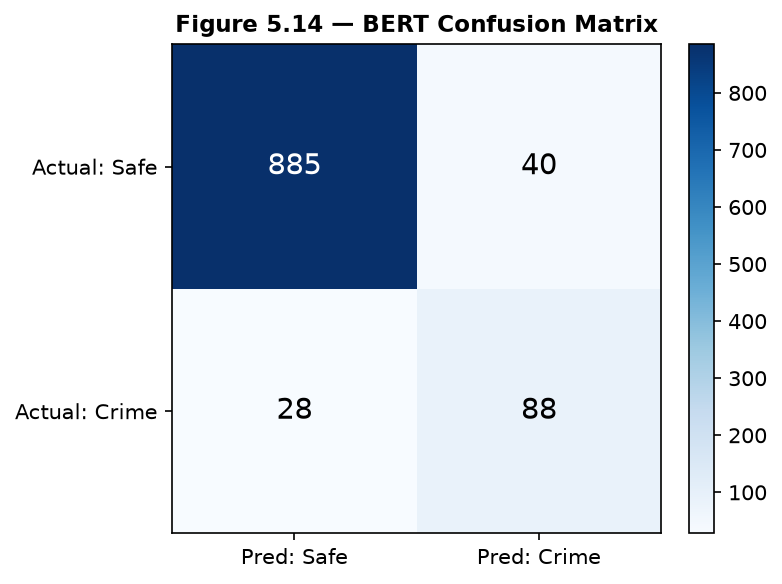 Figure 5.14 — BERT Confusion Matrix
Actual: Safe
885
40
Actual: Crime
28
88
Pred: Safe
Pred: Crime
800
700
600
500
400
300
200
100